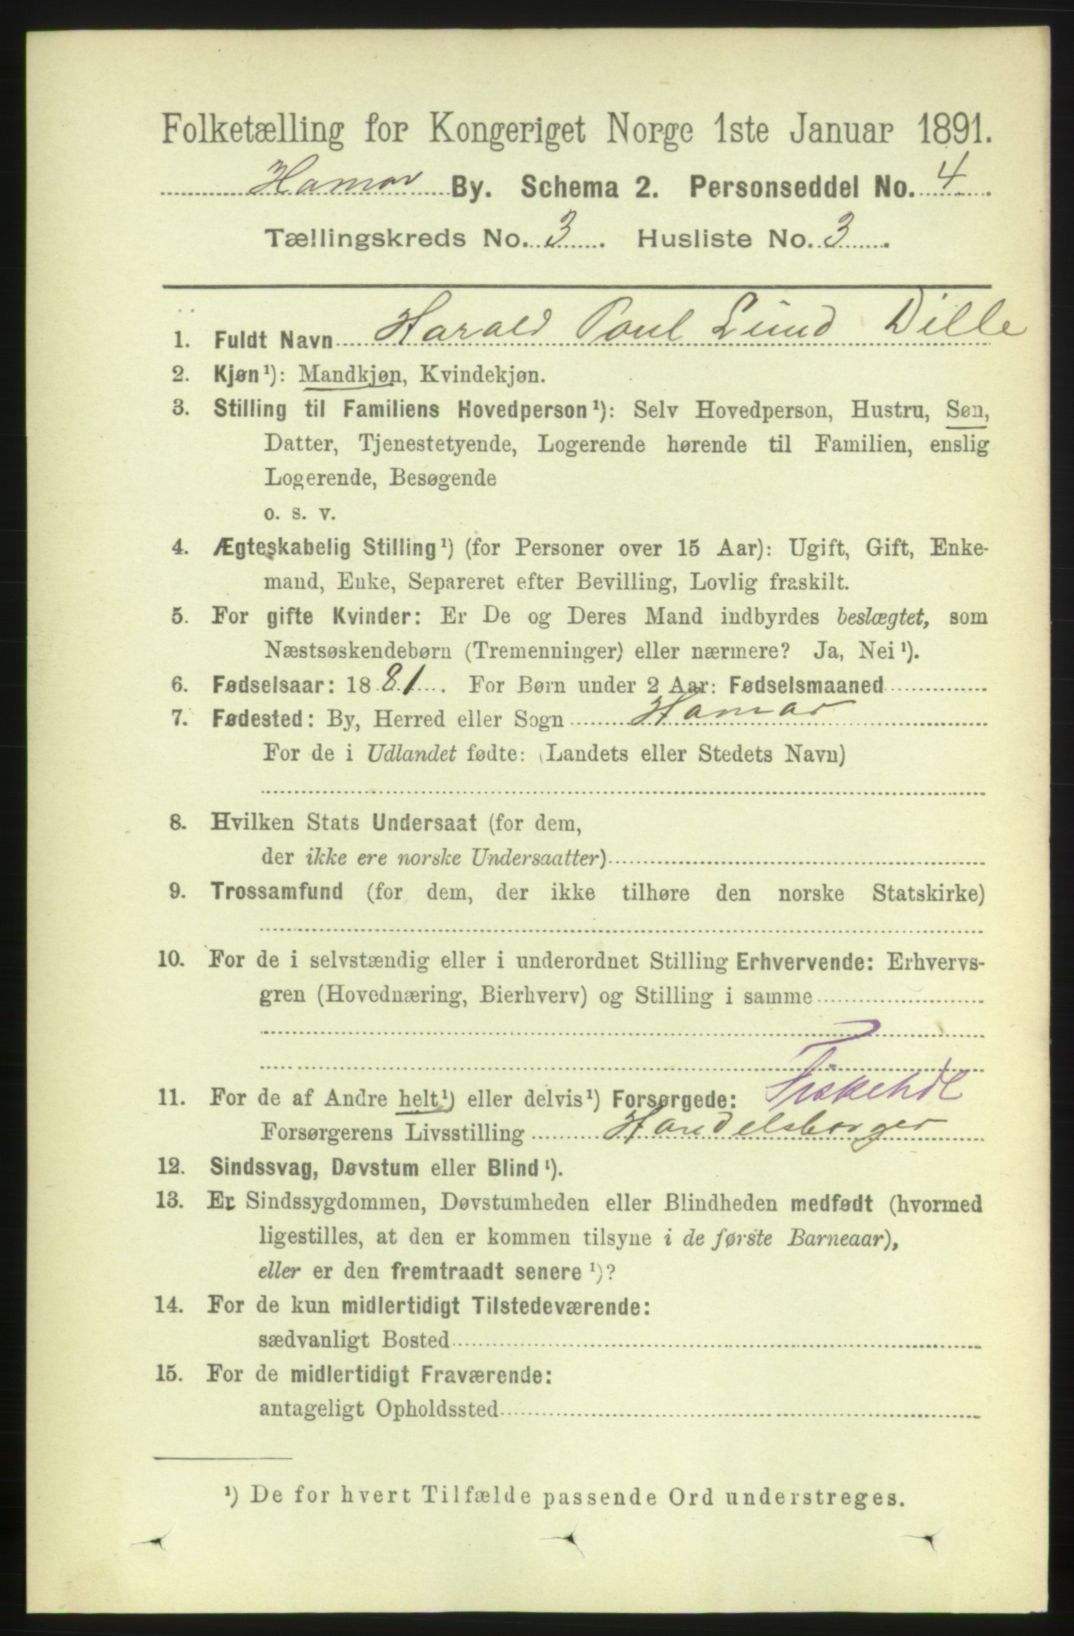 Folketælling for Kongeriget Norge 1ste Januar 1891.
Hamar By. Schema 2. Personseddel No. 4
Tællingskreds No. 3. Husliste No. 3.
1. Fuldt Navn Harald Paul Lund Dille
2. Kjøn¹): Mandkjøn, Kvindekjøn.
3. Stilling til Familiens Hovedperson¹): Selv Hovedperson, Hustru, Søn,
Datter, Tjenestetyende, Logerende hørende til Familien, enslig
Logerende, Besøgende
o. s. v.
4. Ægteskabelig Stilling¹) (for Personer over 15 Aar): Ugift, Gift, Enke-
mand, Enke, Separeret efter Bevilling, Lovlig fraskilt.
5. For gifte Kvinder: Er De og Deres Mand indbyrdes beslægtet, som
Næstsøskendebørn (Tremenninger) eller nærmere? Ja, Nei¹).
6. Fødselsaar: 1881. For Børn under 2 Aar: Fødselsmaaned
7. Fødested: By, Herred eller Sogn Hamar
For de i Udlandet fødte: (Landets eller Stedets Navn)
8. Hvilken Stats Undersaat (for dem,
der ikke ere norske Undersaatter)
9. Trossamfund (for dem, der ikke tilhøre den norske Statskirke)
10. For de i selvstændig eller i underordnet Stilling Erhvervende: Erhvervs-
gren (Hovednæring, Bierhverv) og Stilling i samme
11. For de af Andre helt¹) eller delvis¹) Forsørgede: Fiskehdl
Forsørgerens Livsstilling Handelsborger
12. Sindssvag, Døvstum eller Blind¹).
13. Er Sindssygdommen, Døvstumheden eller Blindheden medfødt (hvormed
ligestilles, at den er kommen tilsyne i de første Barneaar),
eller er den fremtraadt senere¹)?
14. For de kun midlertidigt Tilstedeværende:
sædvanligt Bosted
15. For de midlertidigt Fraværende:
antageligt Opholdssted
¹) De for hvert Tilfælde passende Ord understreges.